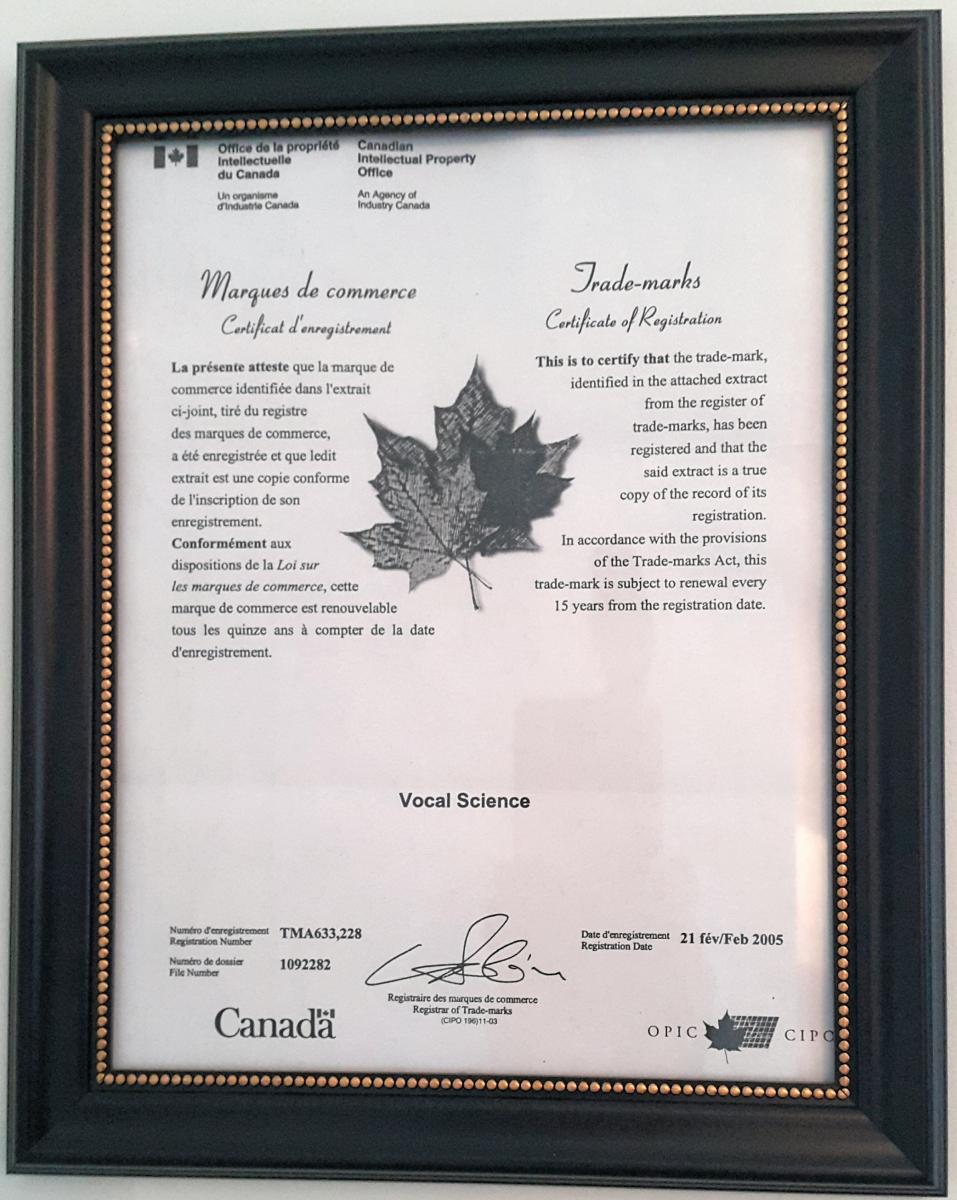 Office de la propriété
Intellectuelle
du Canada
Un organisme
d'Industrie Canada
Canadian
Intellectual Property
Office
An Agency of
Industry Canada
Marques de commerce
Certificat d'enregistrement
La présente atteste que la marque de
commerce identifiée dans l'extrait
ci-joint, tiré du registre
des marques de commerce,
a été enregistrée et que ledit
extrait est une copie conforme
de l'inscription de son
enregistrement.
Conformément aux
dispositions de la Loi sur
les marques de commerce, cette
marque de commerce est renouvelable
tous les quinze ans à compter de la date
d'enregistrement.
Trade-marks
Certificate of Registration
This is to certify that the trade-mark,
identified in the attached extract
from the register of
trade-marks, has been
registered and that the
said extract is a true
copy of the record of its
registration.
In accordance with the provisions
of the Trade-marks Act, this
trade-mark is subject to renewal every
15 years from the registration date.
Vocal Science
Numéro d'enregistrement
Registration Number
TMA633,228
Numéro de dossier
File Number
1092282
Registraire des marques de commerce
Registrar of Trade-marks
(CIPO 196)11-03
Date d'enregistrement
Registration Date
21 fév/Feb 2005
Canada
OPIC CIPO